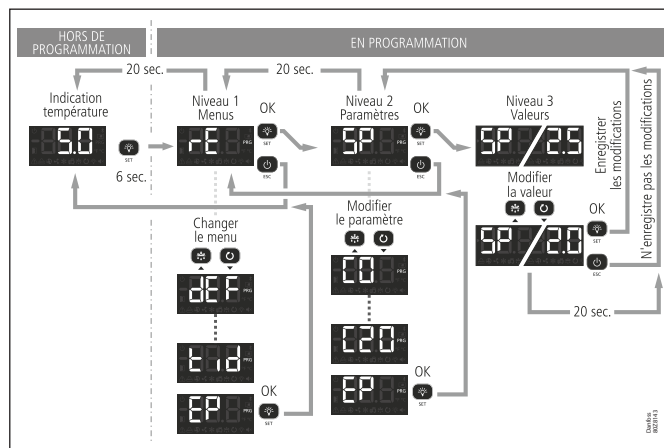 HORS DE
PROGRAMMATION
EN PROGRAMMATION
20 sec.
20 sec.
Indication
température
Niveau 1
Menus
OK
Niveau 2
Paramètres
OK
Niveau 3
Valeurs
5.0
SET
6 sec.
rE
PRG
SET
ESC
SP
PRG
SET
ESC
SP/2.5
Enregistrer
les modifications
N'enregistre pas les modifications
Changer
le menu
Modifier
le paramètre
Modifier
la valeur
SP/2.0
OK
SET
ESC
dEF
PRG
C0
PRG
20 sec.
tid
PRG
C20
PRG
EP
PRG
OK
SET
EP
PRG
OK
SET
Danfoss
80Z8143